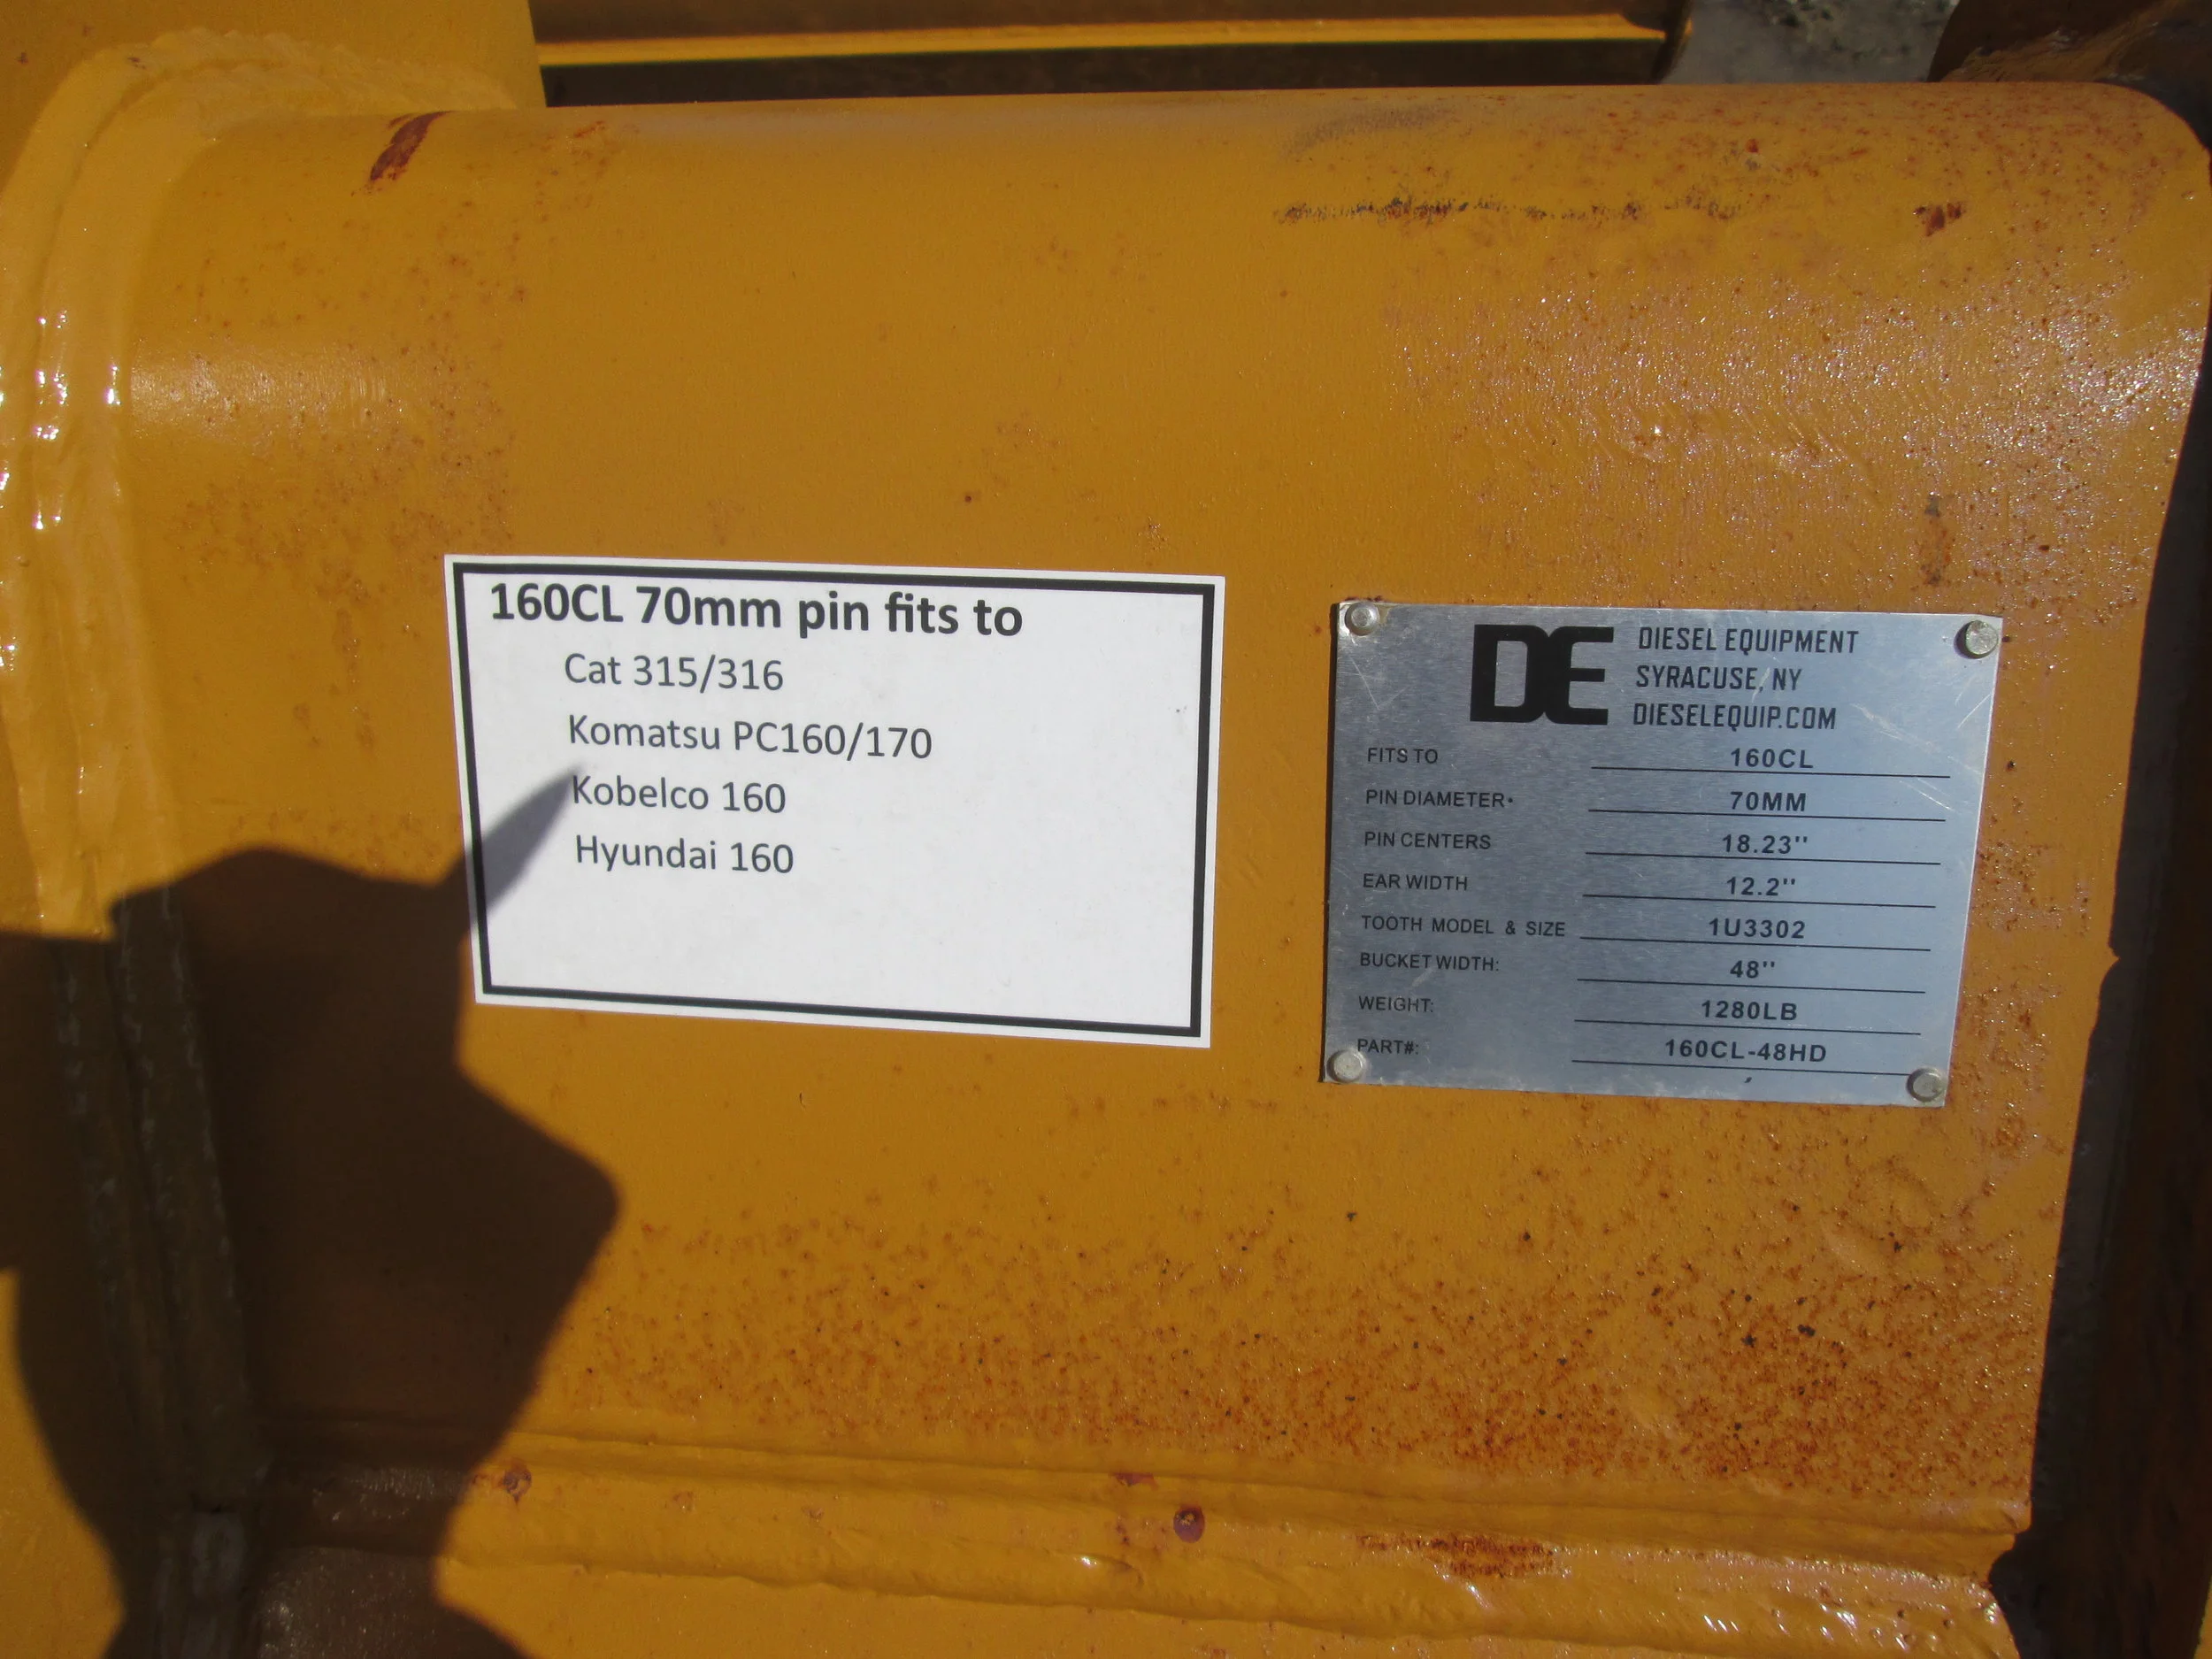 160CL 70mm pin fits to
Cat 315/316
Komatsu PC160/170
Kobelco 160
Hyundai 160
DE
DIESEL EQUIPMENT
SYRACUSE, NY
DIESELEQUIP.COM
FITS TO 160CL
PIN DIAMETER· 70MM
PIN CENTERS 18.23''
EAR WIDTH 12.2''
TOOTH MODEL & SIZE 1U3302
BUCKET WIDTH: 48''
WEIGHT: 1280LB
PART#: 160CL-48HD